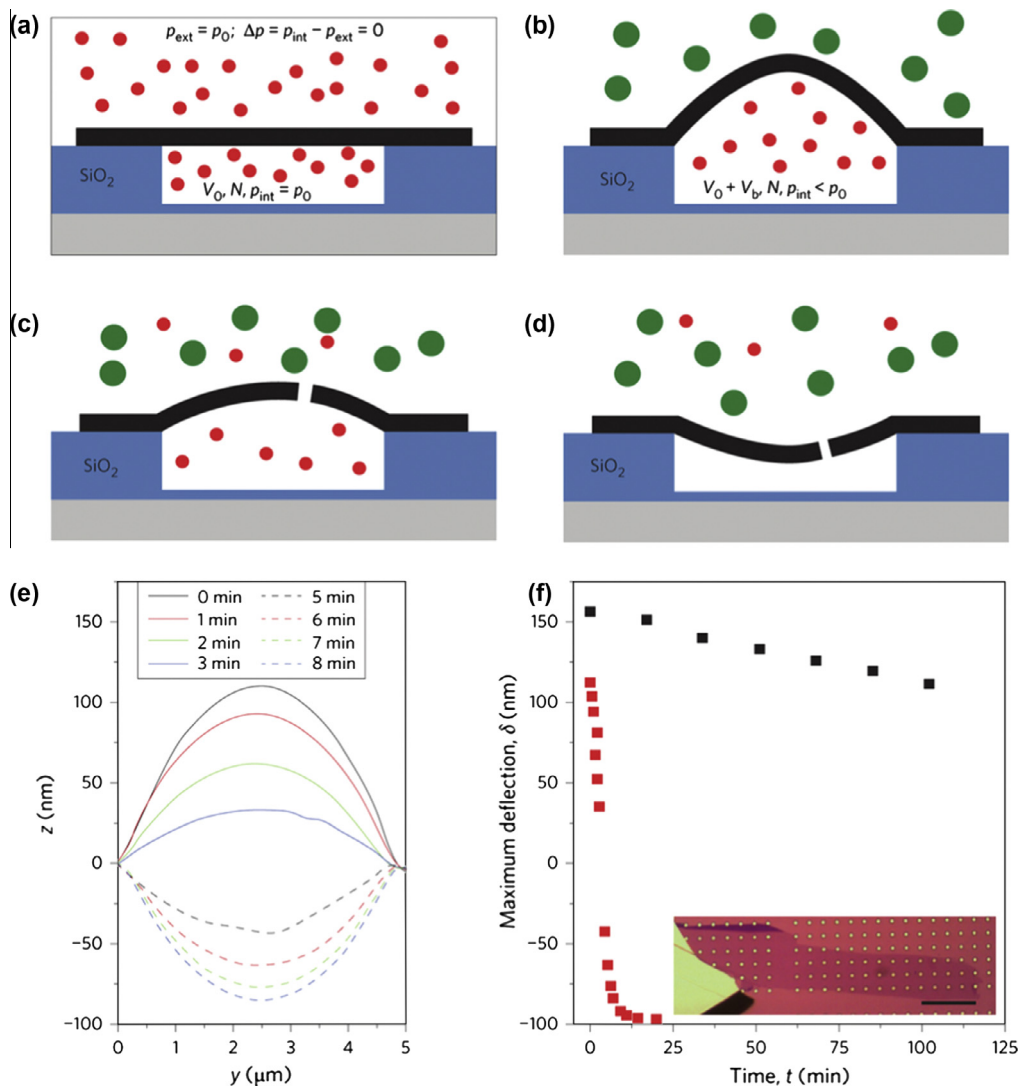 (a)
p_ext = p_0; Δp = p_int − p_ext = 0
SiO₂
V_0, N, p_int = p_0
(b)
SiO₂
V_0 + V_b, N, p_int < p_0
(c)
SiO₂
(d)
SiO₂
(e)
0 min
5 min
1 min
6 min
2 min
7 min
3 min
8 min
150
100
50
0
−50
−100
z (nm)
0 1 2 3 4 5
y (μm)
(f)
150
100
50
0
−50
−100
Maximum deflection, δ (nm)
0 25 50 75 100 125
Time, t (min)